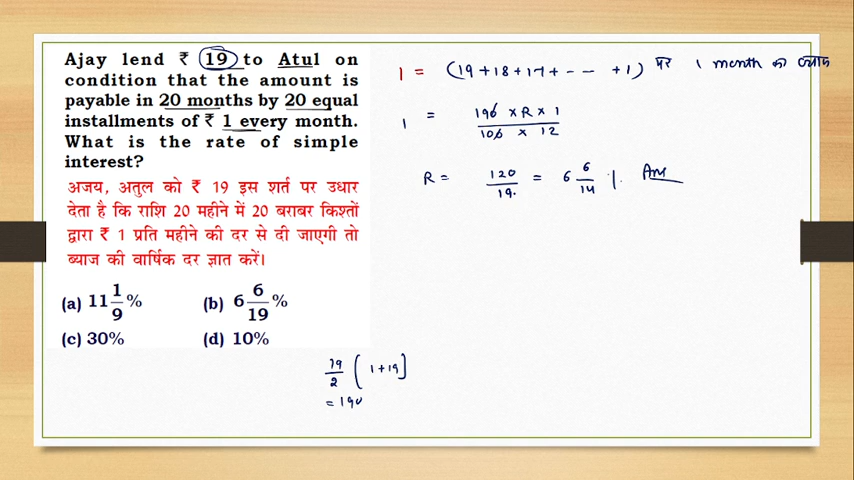 Ajay lend ₹ 19 to Atul on
condition that the amount is
payable in 20 months by 20 equal
installments of ₹ 1 every month.
What is the rate of simple
interest?
अजय, अतुल को ₹ 19 इस शर्त पर उधार
देता है कि राशि 20 महीने में 20 बराबर किश्तों
द्वारा ₹ 1 प्रति महीने की दर से दी जाएगी तो
ब्याज की वार्षिक दर ज्ञात करें।
(a) 11 1/9 % (b) 6 6/19 %
(c) 30% (d) 10%
1 = (19+18+17+-- -- +1) पर 1 month का ब्याज
1 = 190 × R × 1 / 100 × 12
R = 120/19 = 6 6/19 %. Ans
19/2 ( 1+19 ]
= 190